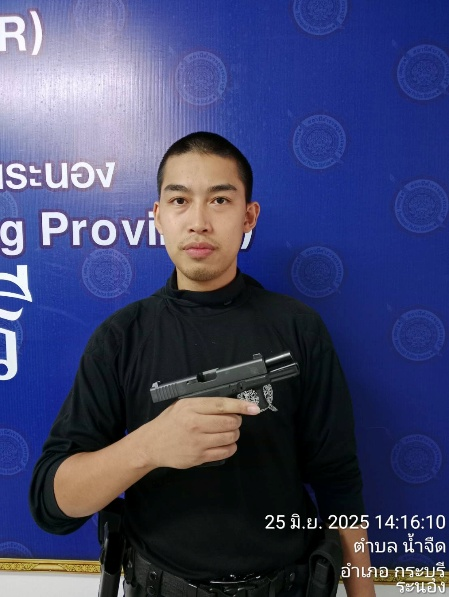 R)
ระนอง
g Provin
25 มิ.ย. 2025 14:16:10
ตำบล น้ำจืด
อำเภอ กระบุรี
ระนอง